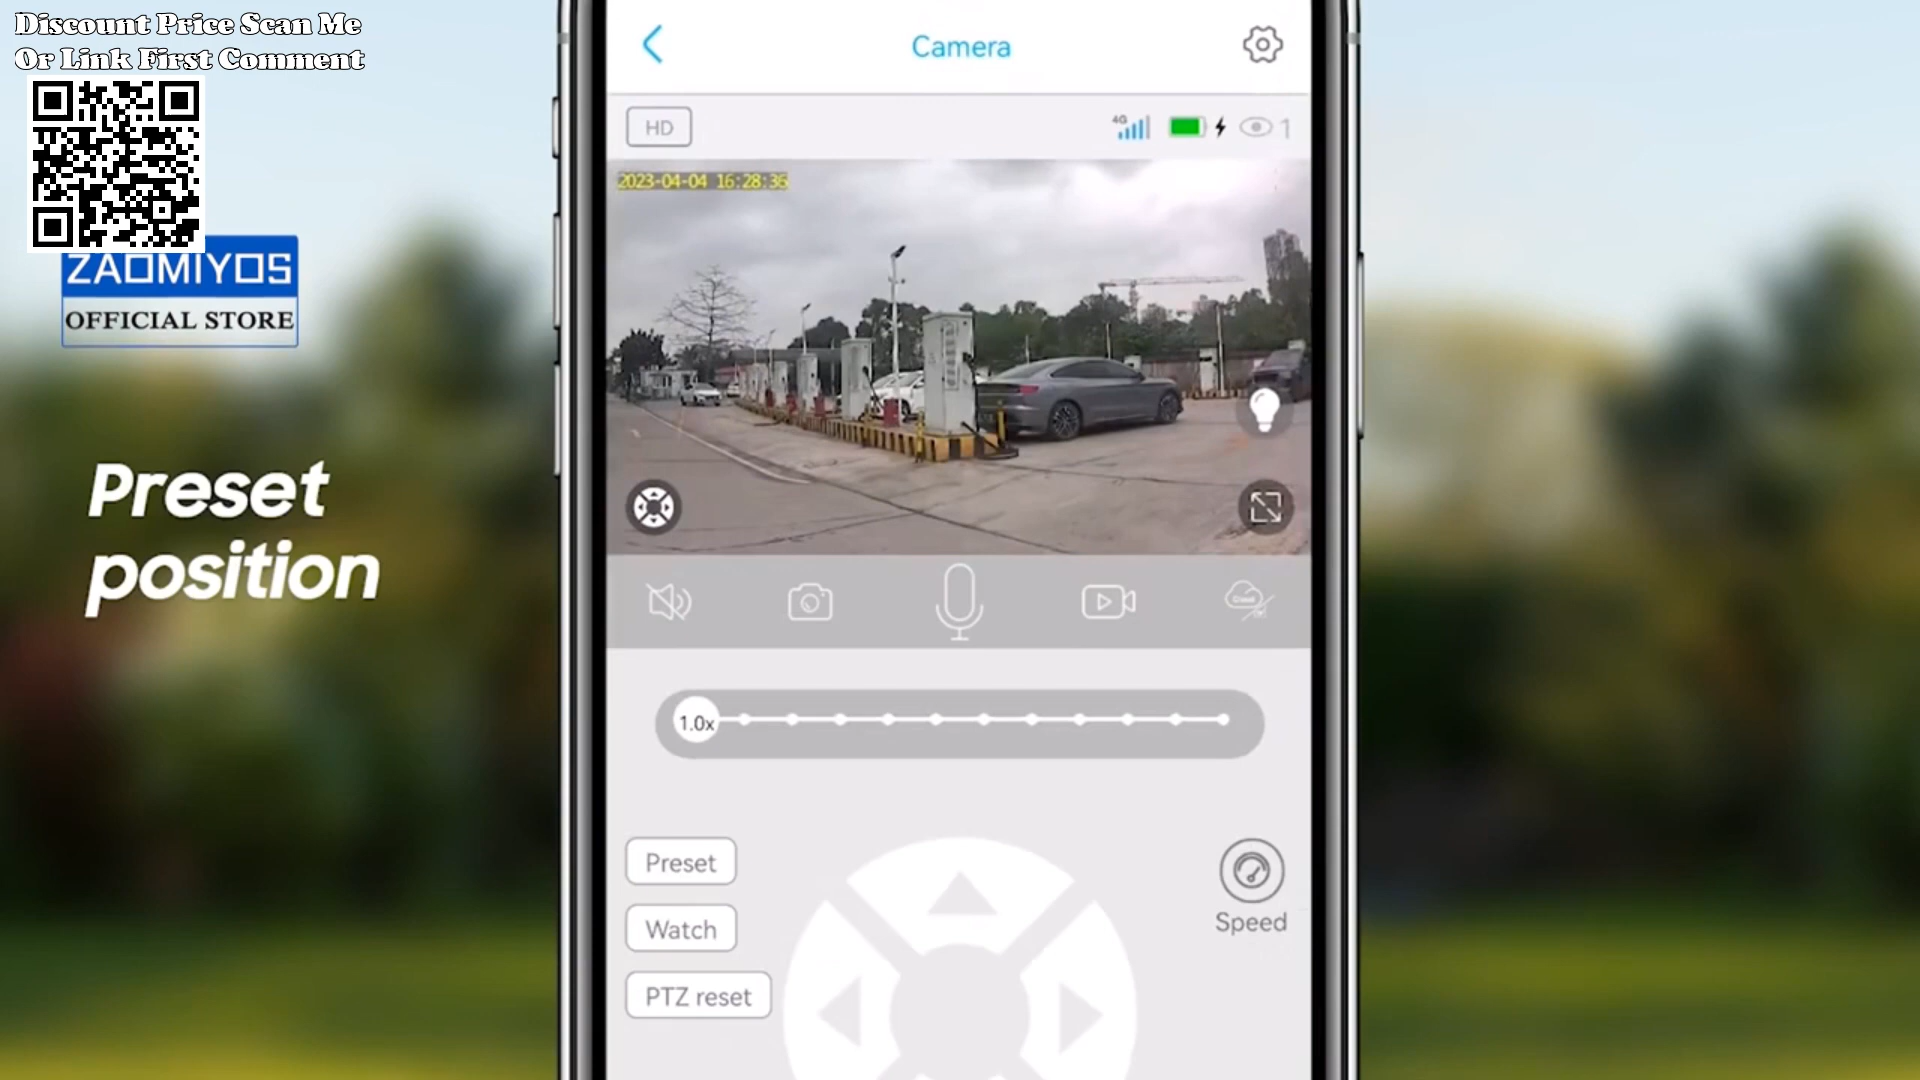 Discount Price Scan Me
Or Link First Comment
ZAOMIYOS
OFFICIAL STORE
Preset
position
Camera
HD
4G
1
2023-04-04 16:28:36
1.0x
Preset
Watch
PTZ reset
Speed